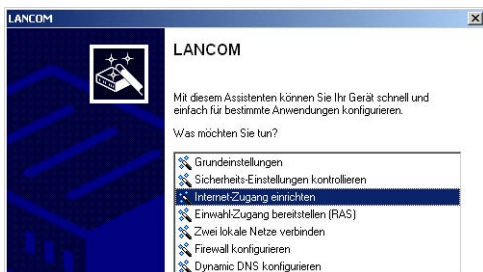 LANCOM
LANCOM
Mit diesem Assistenten können Sie Ihr Gerät schnell und
einfach für bestimmte Anwendungen konfigurieren.
Was möchten Sie tun?
Grundeinstellungen
Sicherheits-Einstellungen kontrollieren
Internet-Zugang einrichten
Einwahl-Zugang bereitstellen (RAS)
Zwei lokale Netze verbinden
Firewall konfigurieren
Dynamic DNS konfigurieren